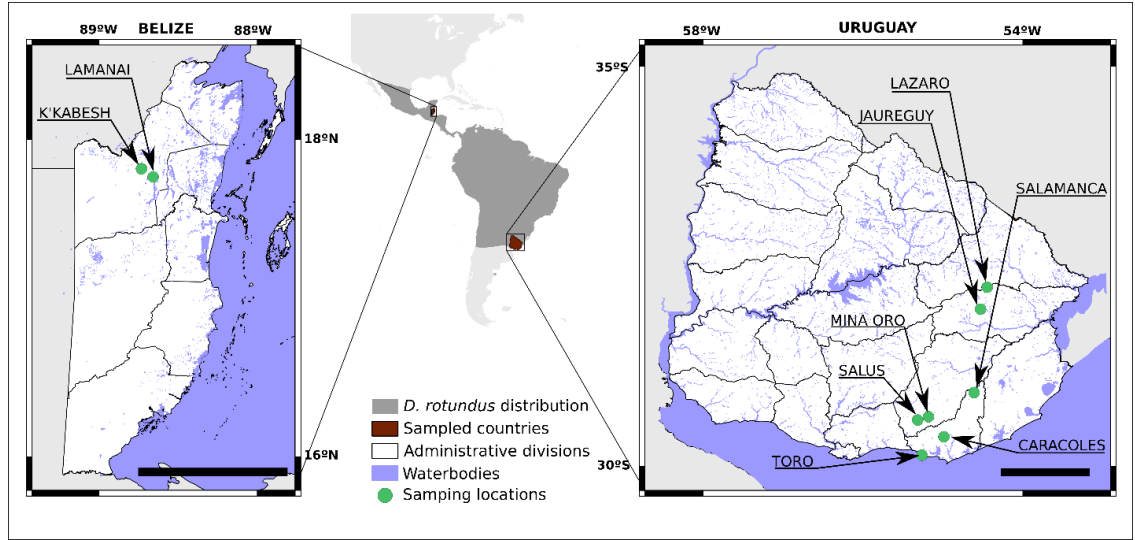 89ºW BELIZE 88ºW
LAMANAI
K'KABESH
18ºN
16ºN
D. rotundus distribution
Sampled countries
Administrative divisions
Waterbodies
Samping locations
58ºW URUGUAY 54ºW
35ºS
LAZARO
JAUREGUY
SALAMANCA
MINA ORO
SALUS
CARACOLES
TORO
30ºS